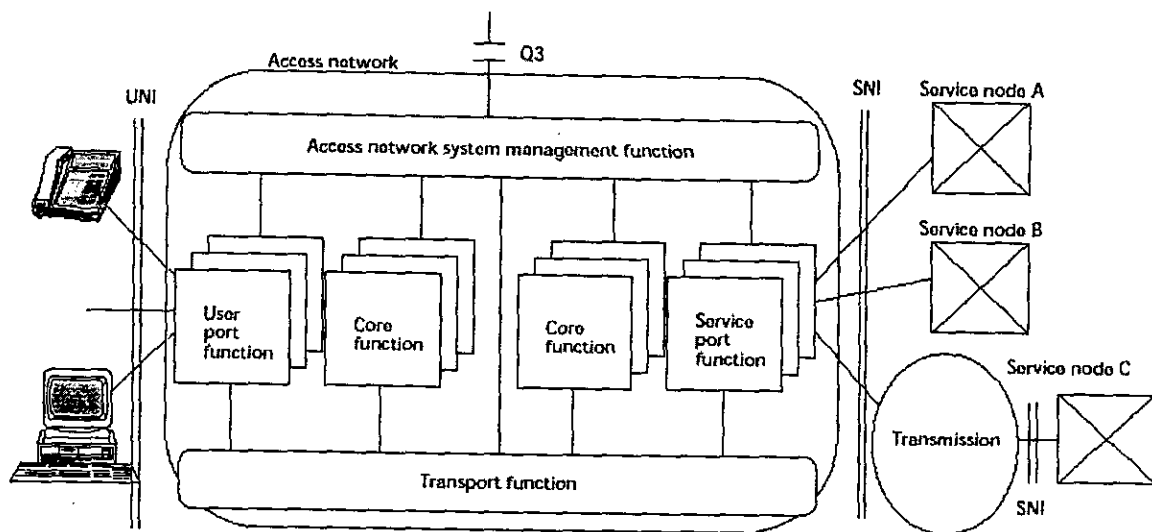 Q3
Access network
UNI
SNI
Service node A
Access network system management function
Service node B
User
port
function
Core
function
Core
function
Service
port
function
Service node C
Transmission
Transport function
SNI